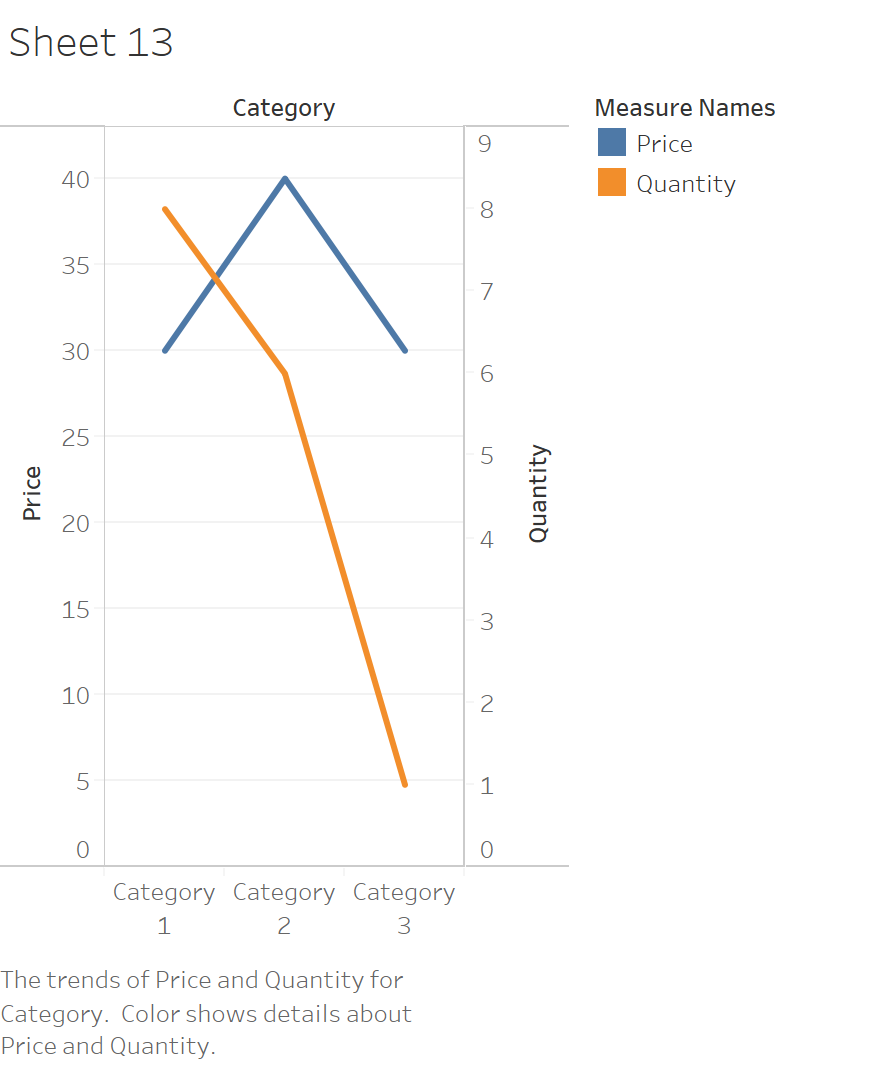 Sheet 13
Category
Measure Names
Price
Quantity
40
35
30
25
20
15
10
5
0
Price
9
8
7
6
5
4
3
2
1
0
Quantity
Category Category Category
1 2 3
The trends of Price and Quantity for
Category.  Color shows details about
Price and Quantity.